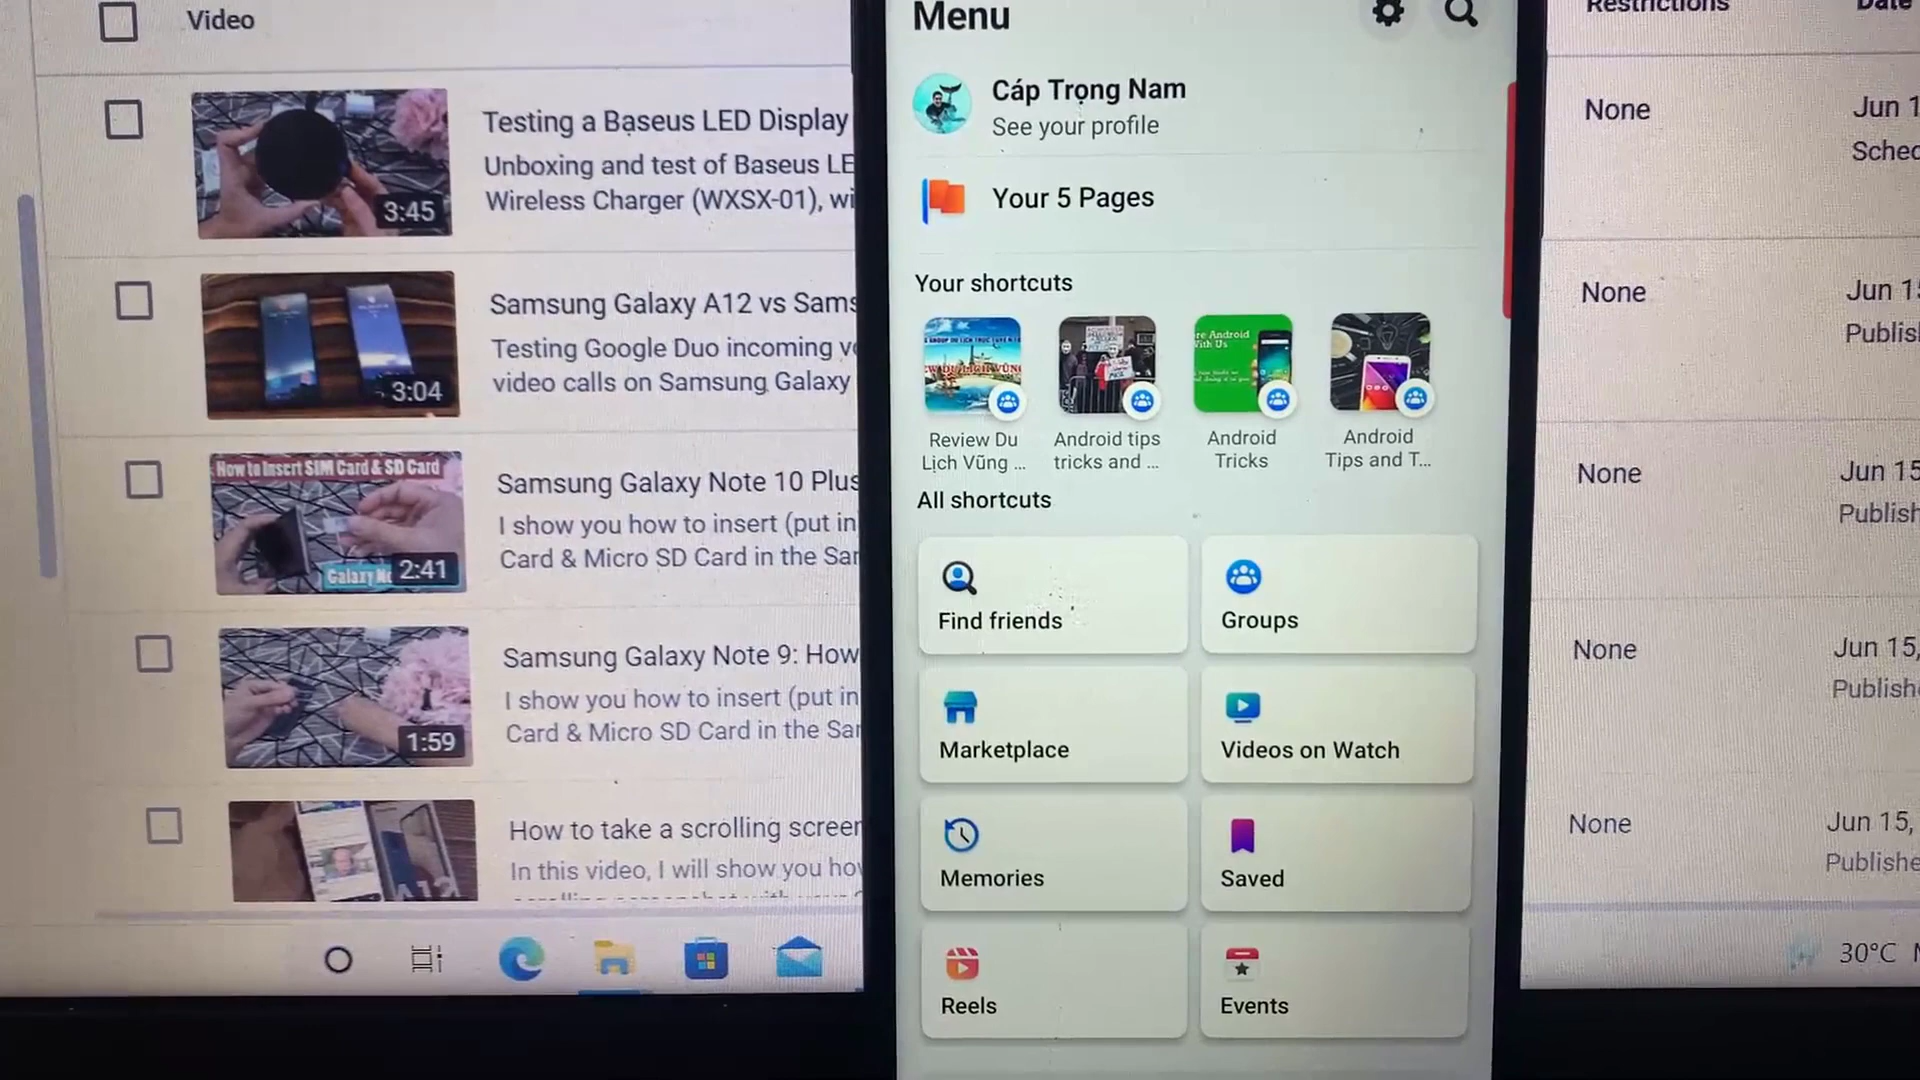 Video
Testing a Baseus LED Display
Unboxing and test of Baseus LE
Wireless Charger (WXSX-01), wi
3:45
Samsung Galaxy A12 vs Sams
Testing Google Duo incoming
video calls on Samsung Galaxy
3:04
How to Insert SIM Card & SD Card
Samsung Galaxy Note 10 Plus
I show you how to insert (put in
Card & Micro SD Card in the Sa
Galaxy
2:41
Samsung Galaxy Note 9: How
I show you how to insert (put in
Card & Micro SD Card in the Sa
1:59
How to take a scrolling screen
In this video, I will show you how
A12
Menu
Cáp Trọng Nam
See your profile
Your 5 Pages
Your shortcuts
re Android
With Us
Review Du
Lịch Vũng ...
Android tips
tricks and ...
Android
Tricks
Android
Tips and T...
All shortcuts
Find friends
Groups
Marketplace
Videos on Watch
Memories
Saved
Reels
Events
Restrictions
Date
None
Jun 1
Sched
None
Jun 1
Publis
None
Jun 15
Publish
None
Jun 15,
Publish
None
Jun 15,
Publishe
30°C